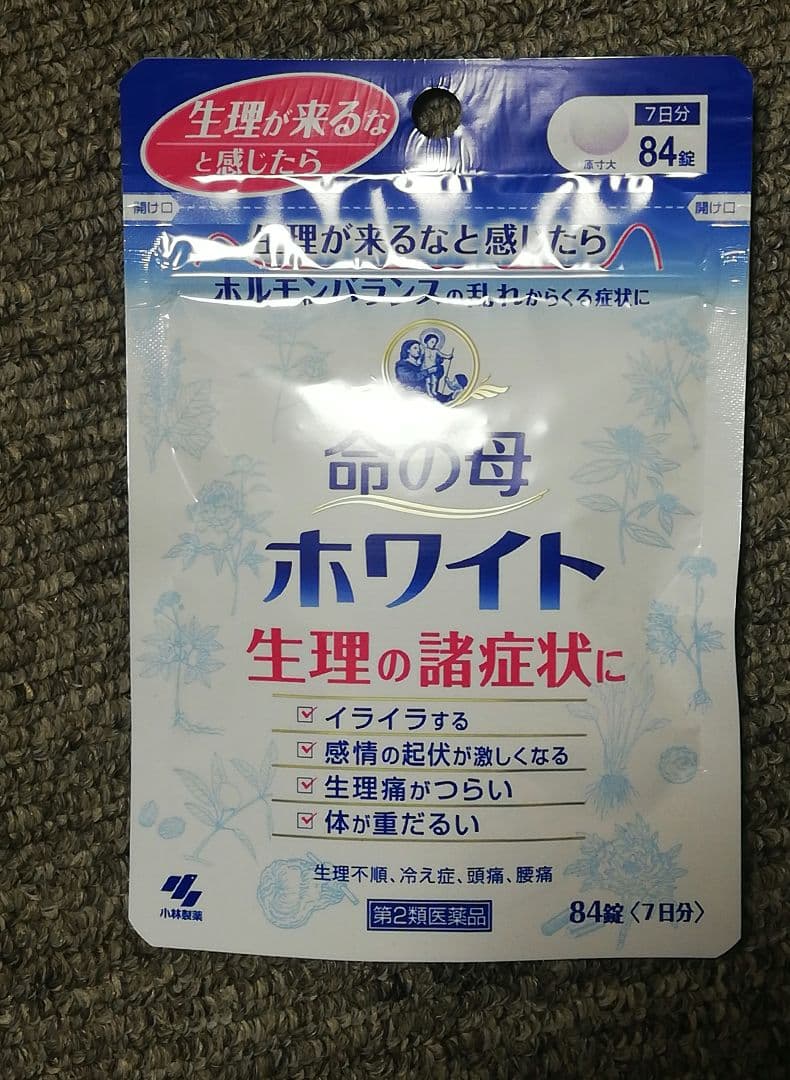 生理が来るな
と感じたら
7日分
84錠
原寸大
開け口
開け口
生理が来るなと感じたら
ホルモンバランスの乱れからくる症状に
命の母
ホワイト
生理の諸症状に
イライラする
感情の起伏が激しくなる
生理痛がつらい
体が重だるい
生理不順、冷え症、頭痛、腰痛
小林製薬
第2類医薬品
84錠〈7日分〉